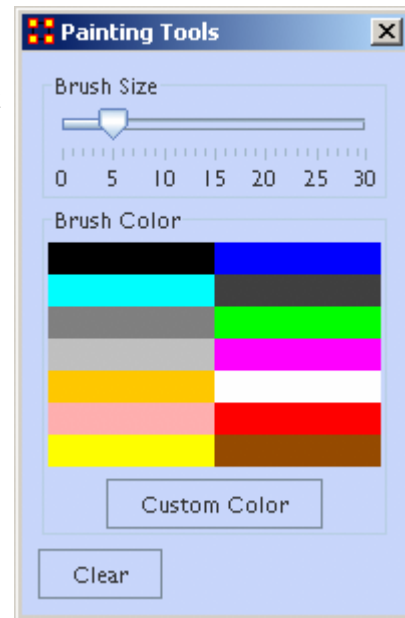 Painting Tools
Brush Size
0 5 10 15 20 25 30
Brush Color
Custom Color
Clear